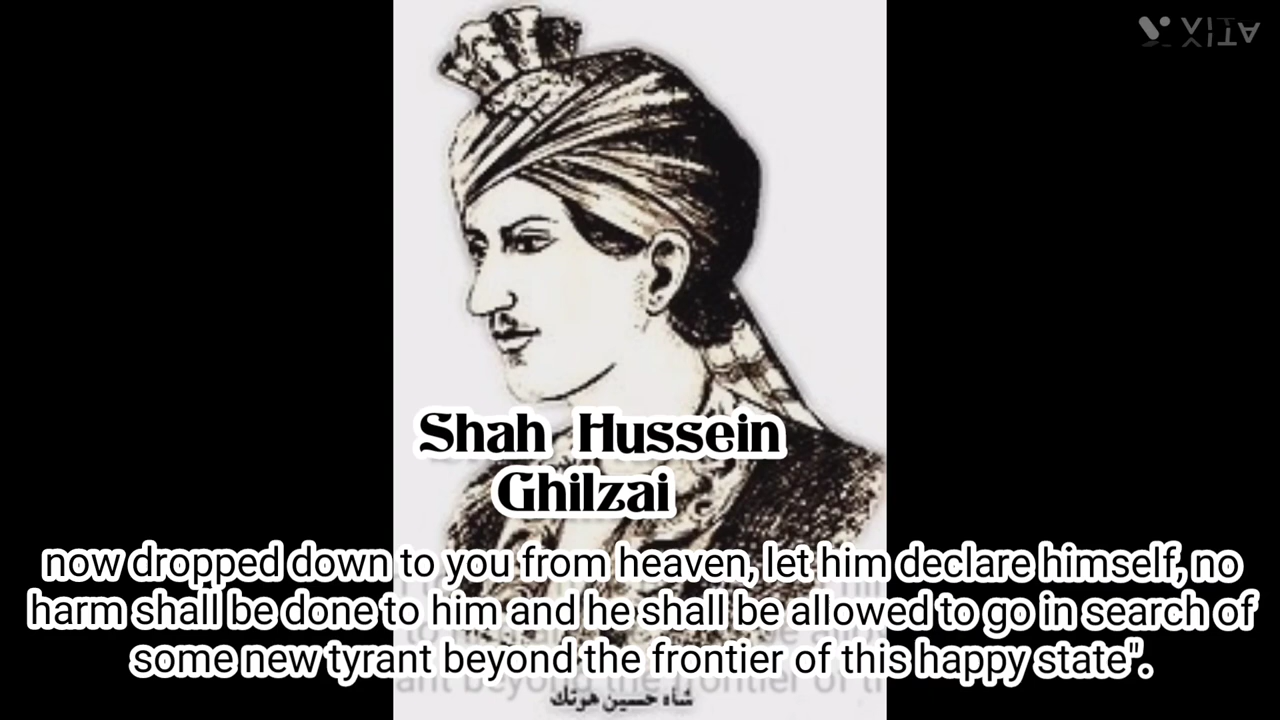 Shah Hussein
Ghilzai
now dropped down to you from heaven, let him declare himself, no
harm shall be done to him and he shall be allowed to go in search of
some new tyrant beyond the frontier of this happy state".
شاه حسین هوتک